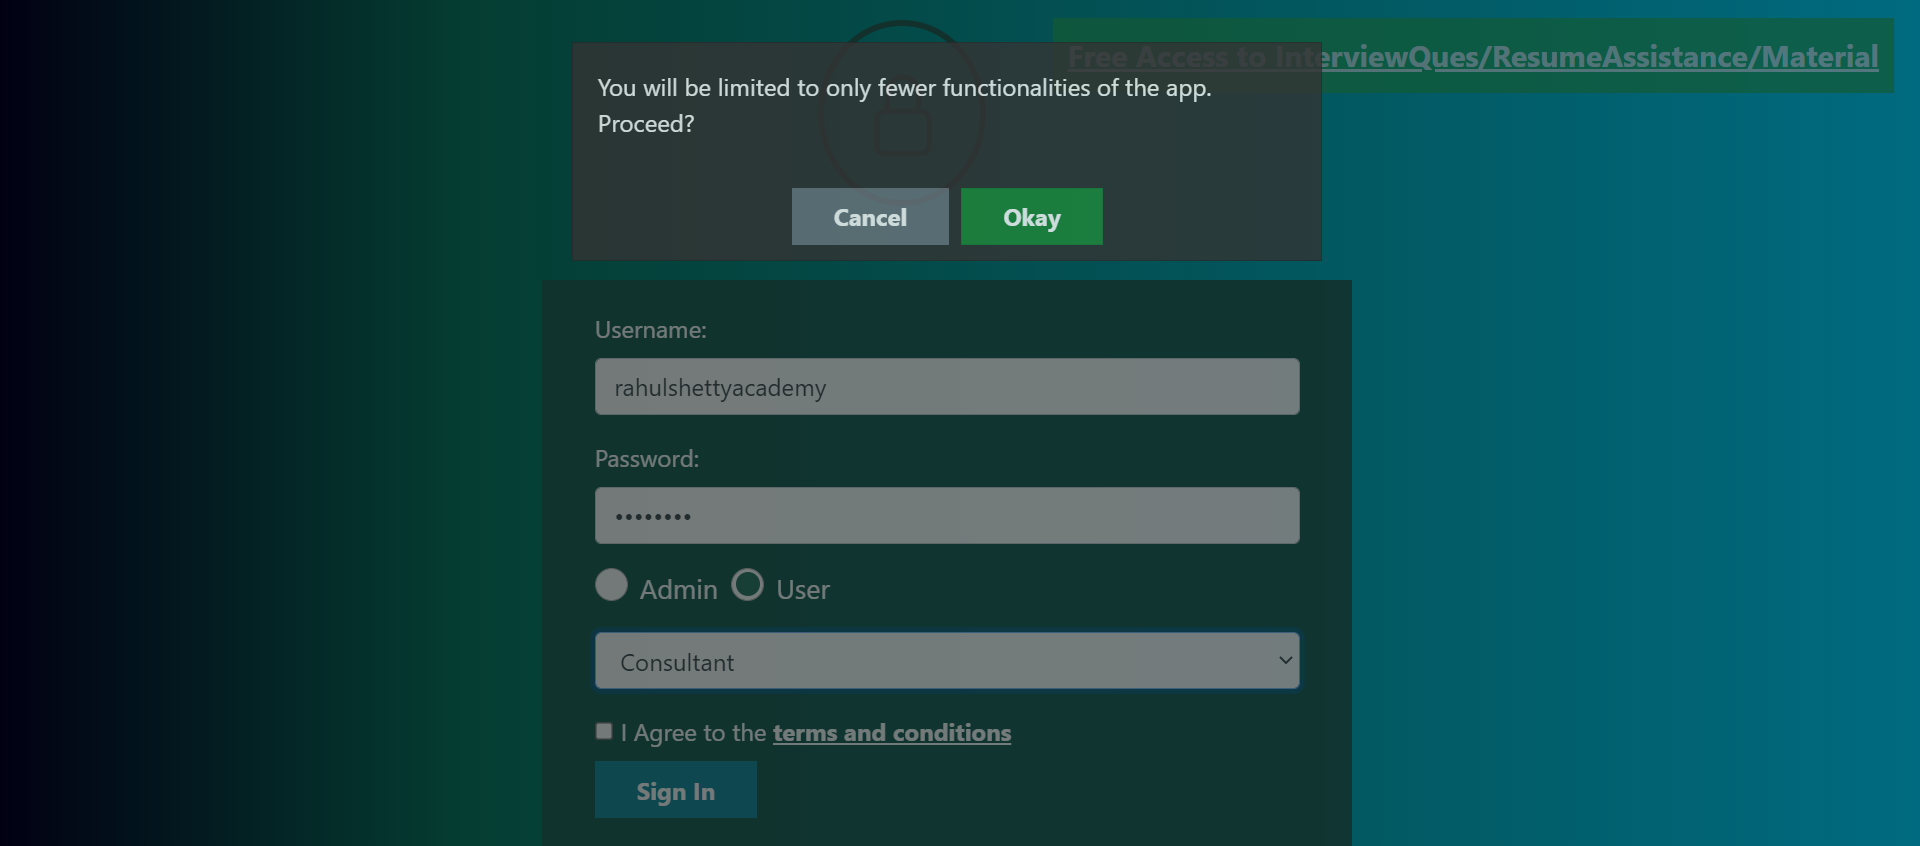 Free Access to InterviewQues/ResumeAssistance/Material
You will be limited to only fewer functionalities of the app.
Proceed?
Cancel
Okay
Username:
rahulshettyacademy
Password:
••••••••
Admin
User
Consultant
I Agree to the terms and conditions
Sign In